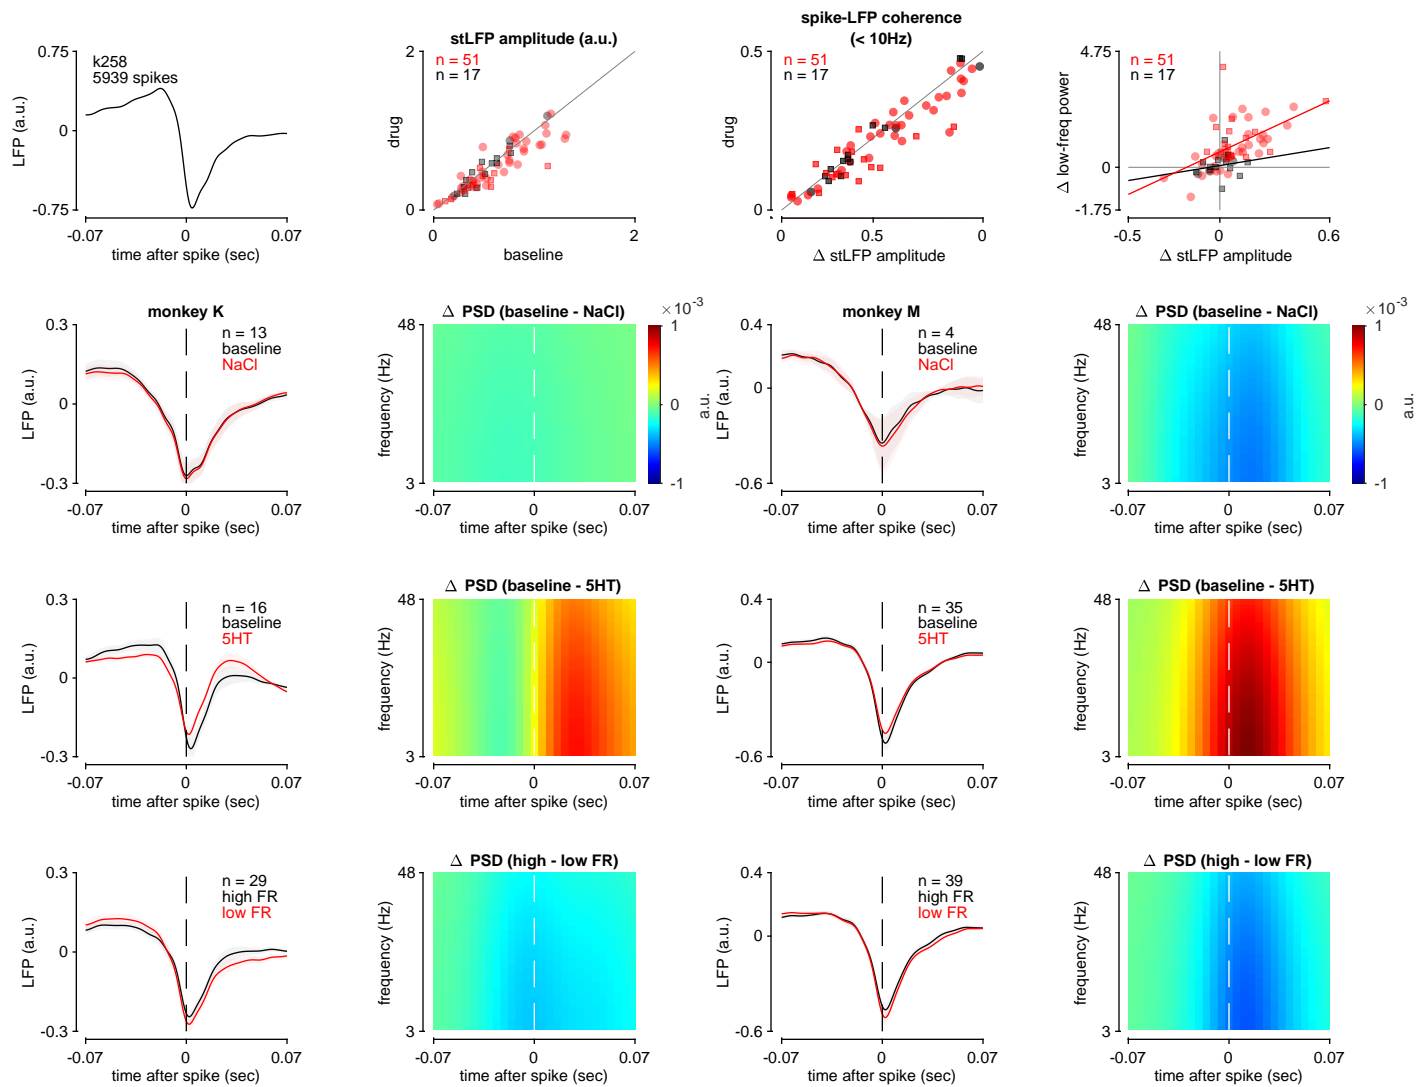 0.75
0
-0.75
LFP (a.u.)
k258
5939 spikes
-0.07
0
0.07
time after spike (sec)
stLFP amplitude (a.u.)
2
0
drug
n = 51
n = 17
0
2
baseline
spike-LFP coherence
(< 10Hz)
0.5
0.25
0
drug
n = 51
n = 17
0
0.5
0
Δ stLFP amplitude
4.75
0
-1.75
Δ low-freq power
n = 51
n = 17
-0.5
0
0.6
Δ stLFP amplitude
monkey K
0.3
0
-0.3
LFP (a.u.)
n = 13
baseline
NaCl
-0.07
0
0.07
time after spike (sec)
Δ PSD (baseline - NaCl)
48
3
frequency (Hz)
-0.07
0
0.07
time after spike (sec)
×10-3
1
0
-1
a.u.
monkey M
0.4
0
-0.6
LFP (a.u.)
n = 4
baseline
NaCl
-0.07
0
0.07
time after spike (sec)
Δ PSD (baseline - NaCl)
48
3
frequency (Hz)
-0.07
0
0.07
time after spike (sec)
×10-3
1
0
-1
a.u.
0.3
0
-0.3
LFP (a.u.)
n = 16
baseline
5HT
-0.07
0
0.07
time after spike (sec)
Δ PSD (baseline - 5HT)
48
3
frequency (Hz)
-0.07
0
0.07
time after spike (sec)
0.4
0
-0.6
LFP (a.u.)
n = 35
baseline
5HT
-0.07
0
0.07
time after spike (sec)
Δ PSD (baseline - 5HT)
48
3
frequency (Hz)
-0.07
0
0.07
time after spike (sec)
0.3
0
-0.3
LFP (a.u.)
n = 29
high FR
low FR
-0.07
0
0.07
time after spike (sec)
Δ PSD (high - low FR)
48
3
frequency (Hz)
-0.07
0
0.07
time after spike (sec)
0.4
0
-0.6
LFP (a.u.)
n = 39
high FR
low FR
-0.07
0
0.07
time after spike (sec)
Δ PSD (high - low FR)
48
3
frequency (Hz)
-0.07
0
0.07
time after spike (sec)